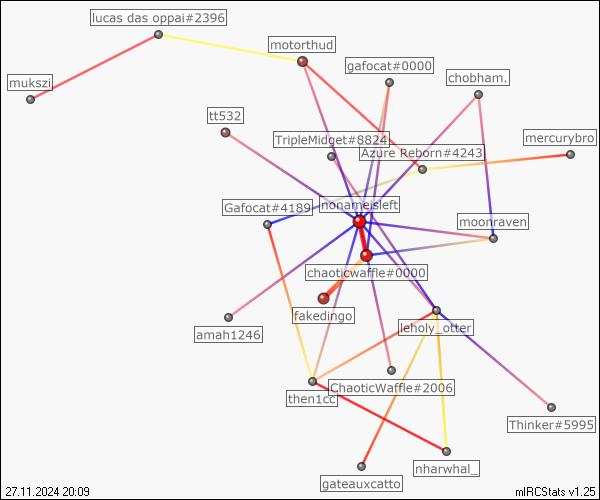 lucas das oppai#2396
motorthud
gafocat#0000
chobham.
mukszi
tt532
TripleMidget#8824
mercurybro
Azure Reborn#4243
Gafocat#4189
nonameisleft
moonraven
chaoticwaffle#0000
fakedingo
leholy_otter
amah1246
ChaoticWaffle#2006
then1cc
Thinker#5995
nharwhal_
gateauxcatto
27.11.2024 20:09
mIRCStats v1.25